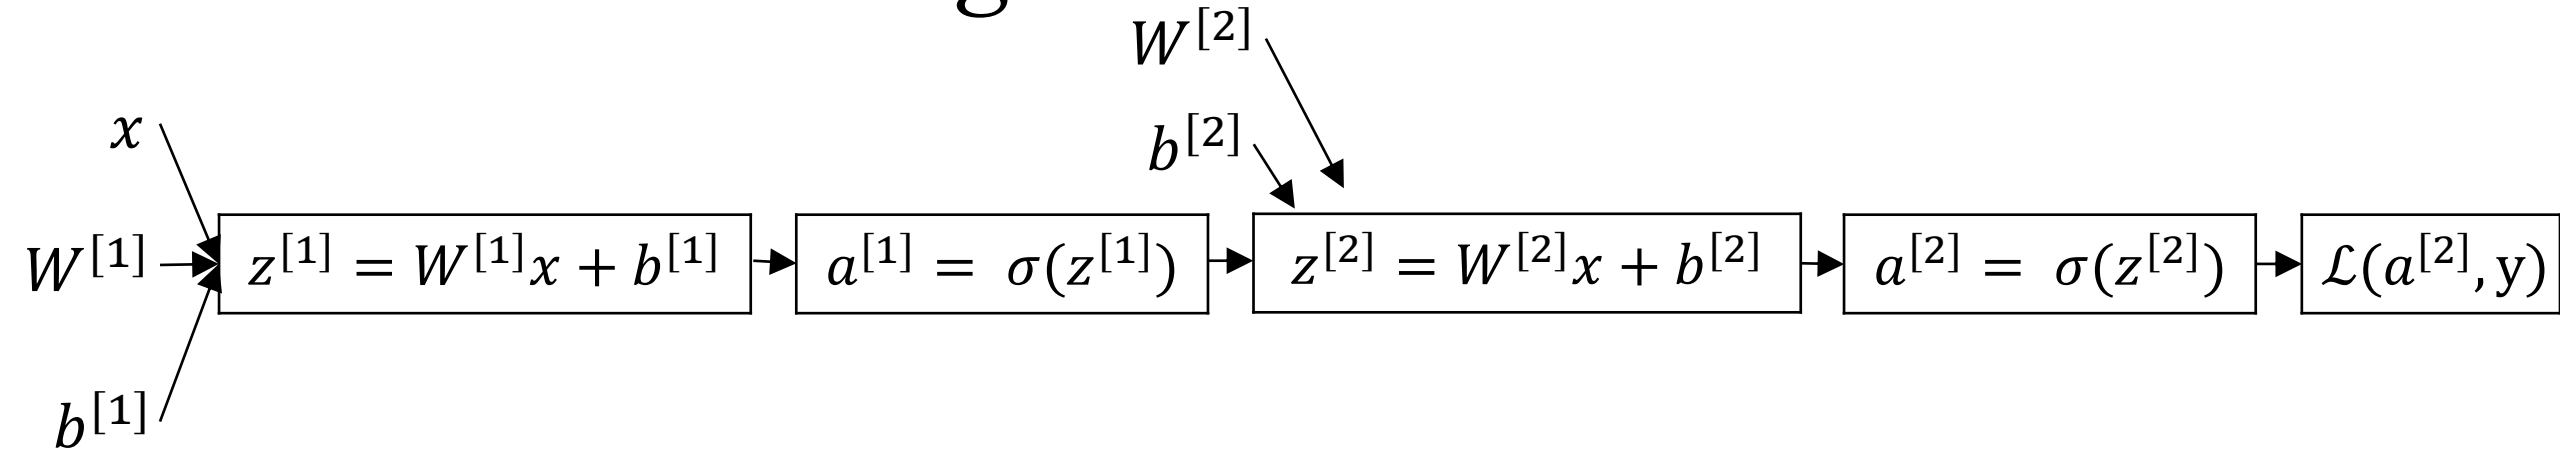 W^{[2]}
x
b^{[2]}
W^{[1]}
z^{[1]} = W^{[1]}x + b^{[1]}
a^{[1]} = σ(z^{[1]})
z^{[2]} = W^{[2]}x + b^{[2]}
a^{[2]} = σ(z^{[2]})
ℒ(a^{[2]}, y)
b^{[1]}